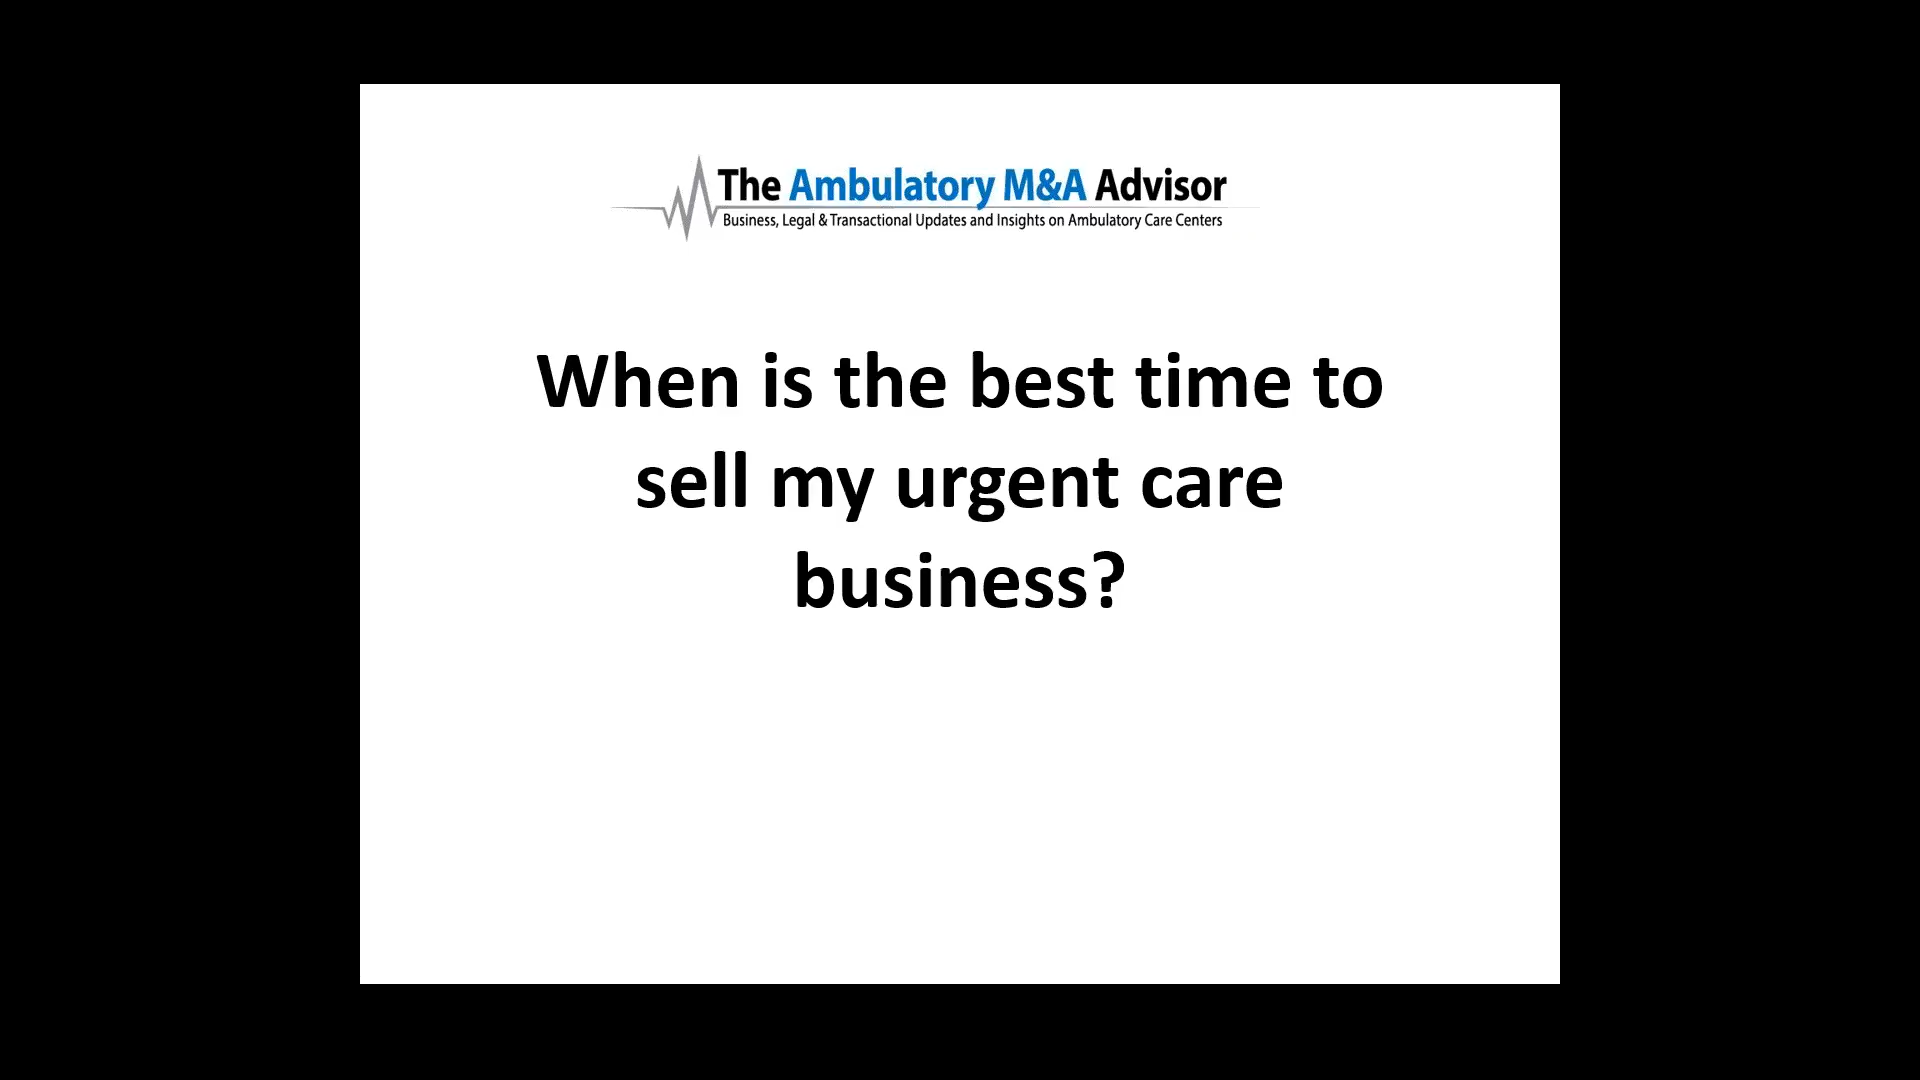 The Ambulatory M&A Advisor
Business, Legal & Transactional Updates and Insights on Ambulatory Care Centers
When is the best time to
sell my urgent care
business?